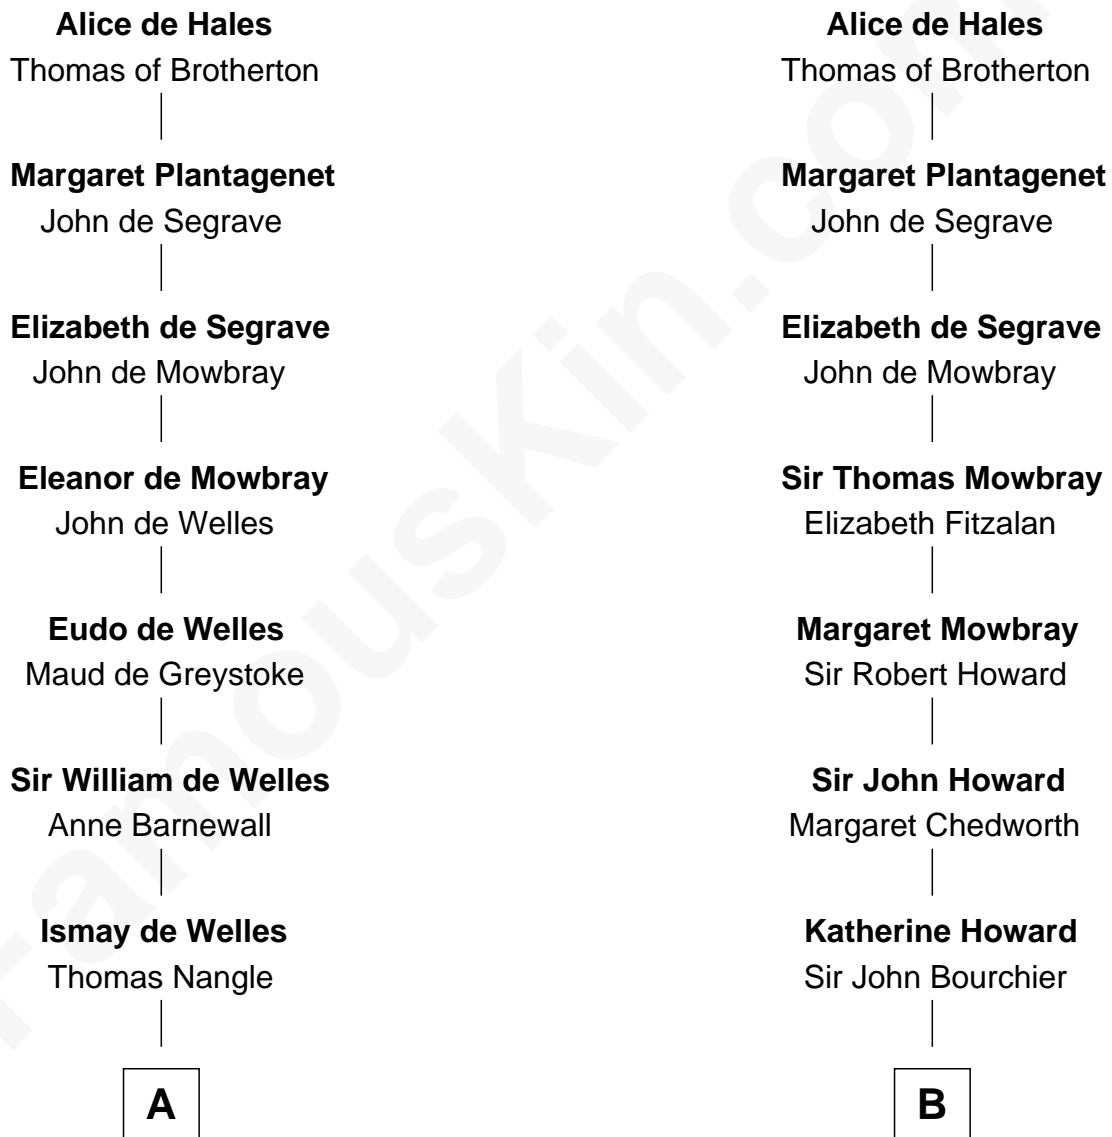 Alice de Hales
Thomas of Brotherton
Margaret Plantagenet
John de Segrave
Elizabeth de Segrave
John de Mowbray
Eleanor de Mowbray
John de Welles
Eudo de Welles
Maud de Greystoke
Sir William de Welles
Anne Barnewall
Ismay de Welles
Thomas Nangle
A
Alice de Hales
Thomas of Brotherton
Margaret Plantagenet
John de Segrave
Elizabeth de Segrave
John de Mowbray
Sir Thomas Mowbray
Elizabeth Fitzalan
Margaret Mowbray
Sir Robert Howard
Sir John Howard
Margaret Chedworth
Katherine Howard
Sir John Bourchier
B
FamousKin.com